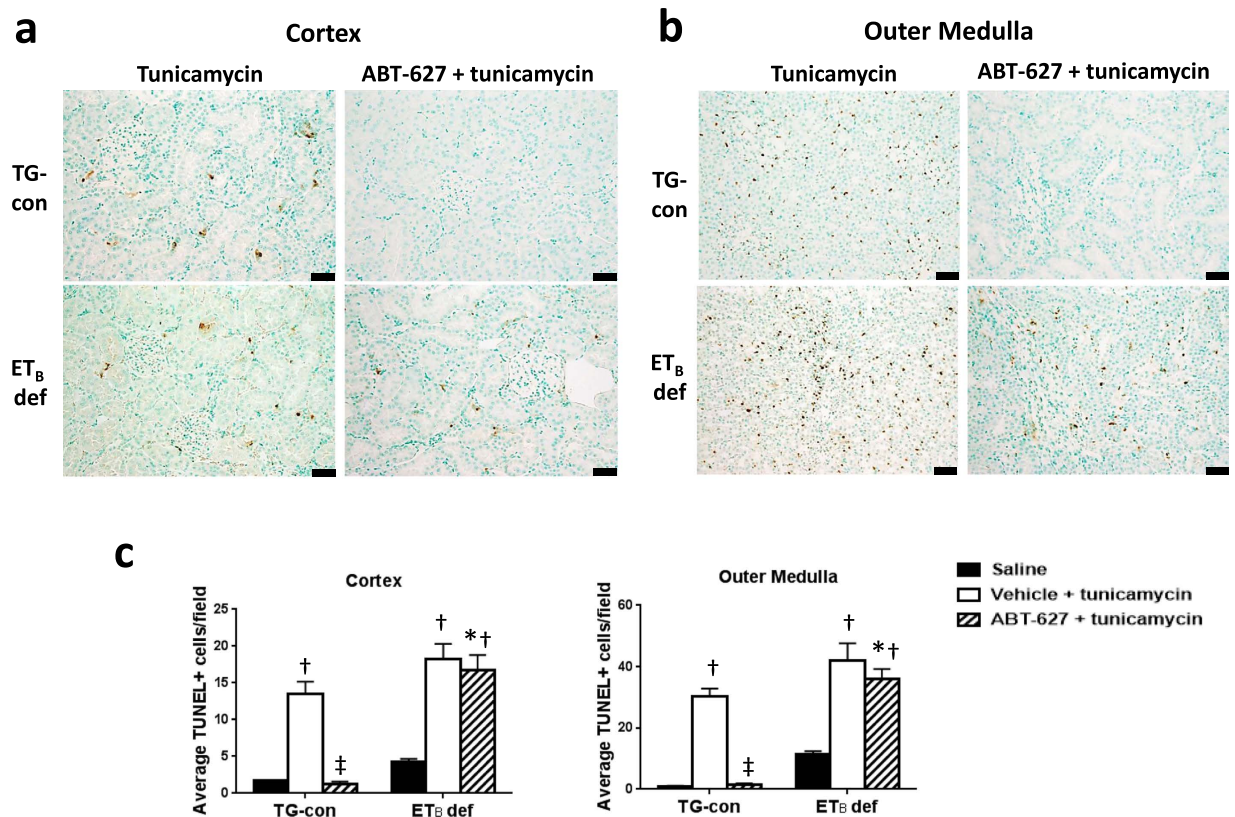 a
Cortex
Tunicamycin
ABT-627 + tunicamycin
TG-
con
ET_B
def
b
Outer Medulla
Tunicamycin
ABT-627 + tunicamycin
TG-
con
ET_B
def
c
Cortex
Average TUNEL+ cells/field
25
20
15
10
5
0
†
‡
†
*†
TG-con
ETB def
Outer Medulla
Average TUNEL+ cells/field
60
40
20
0
†
‡
†
*†
TG-con
ETB def
Saline
Vehicle + tunicamycin
ABT-627 + tunicamycin